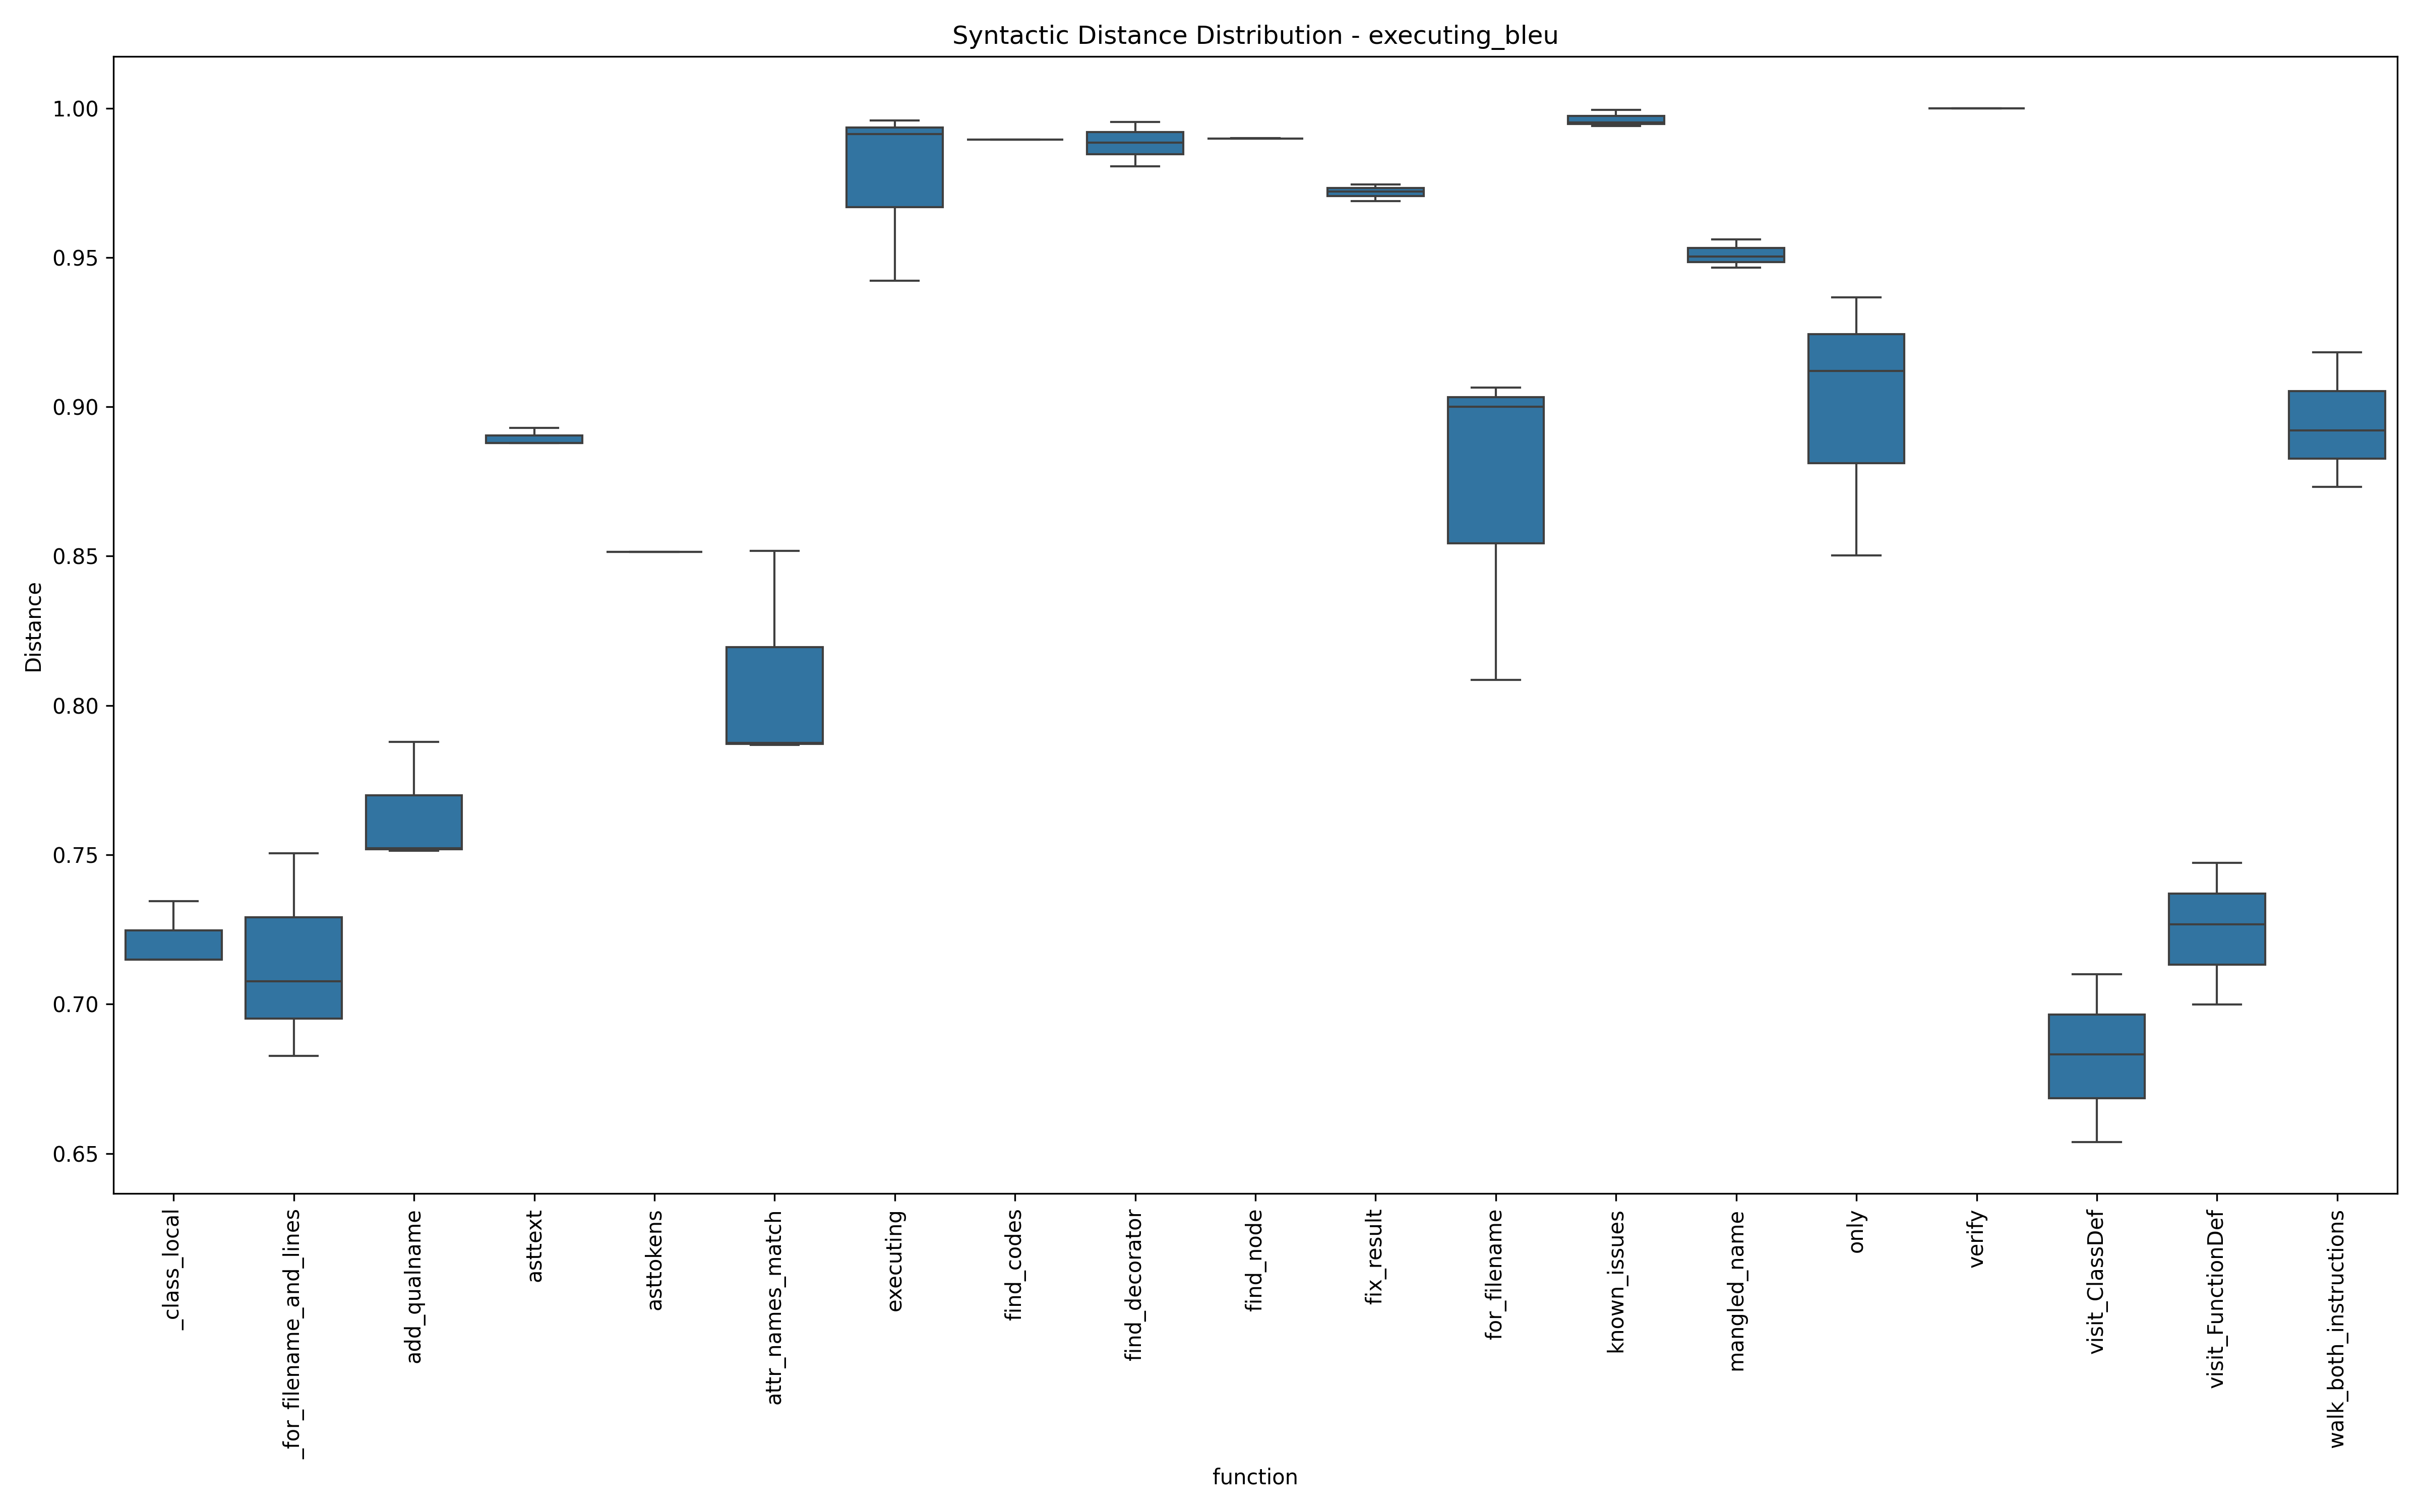 Syntactic Distance Distribution - executing_bleu
1.00
0.95
0.90
0.85
0.80
0.75
0.70
0.65
Distance
_class_local
_for_filename_and_lines
add_qualname
asttext
asttokens
attr_names_match
executing
find_codes
find_decorator
find_node
fix_result
for_filename
known_issues
mangled_name
only
verify
visit_ClassDef
visit_FunctionDef
walk_both_instructions
function